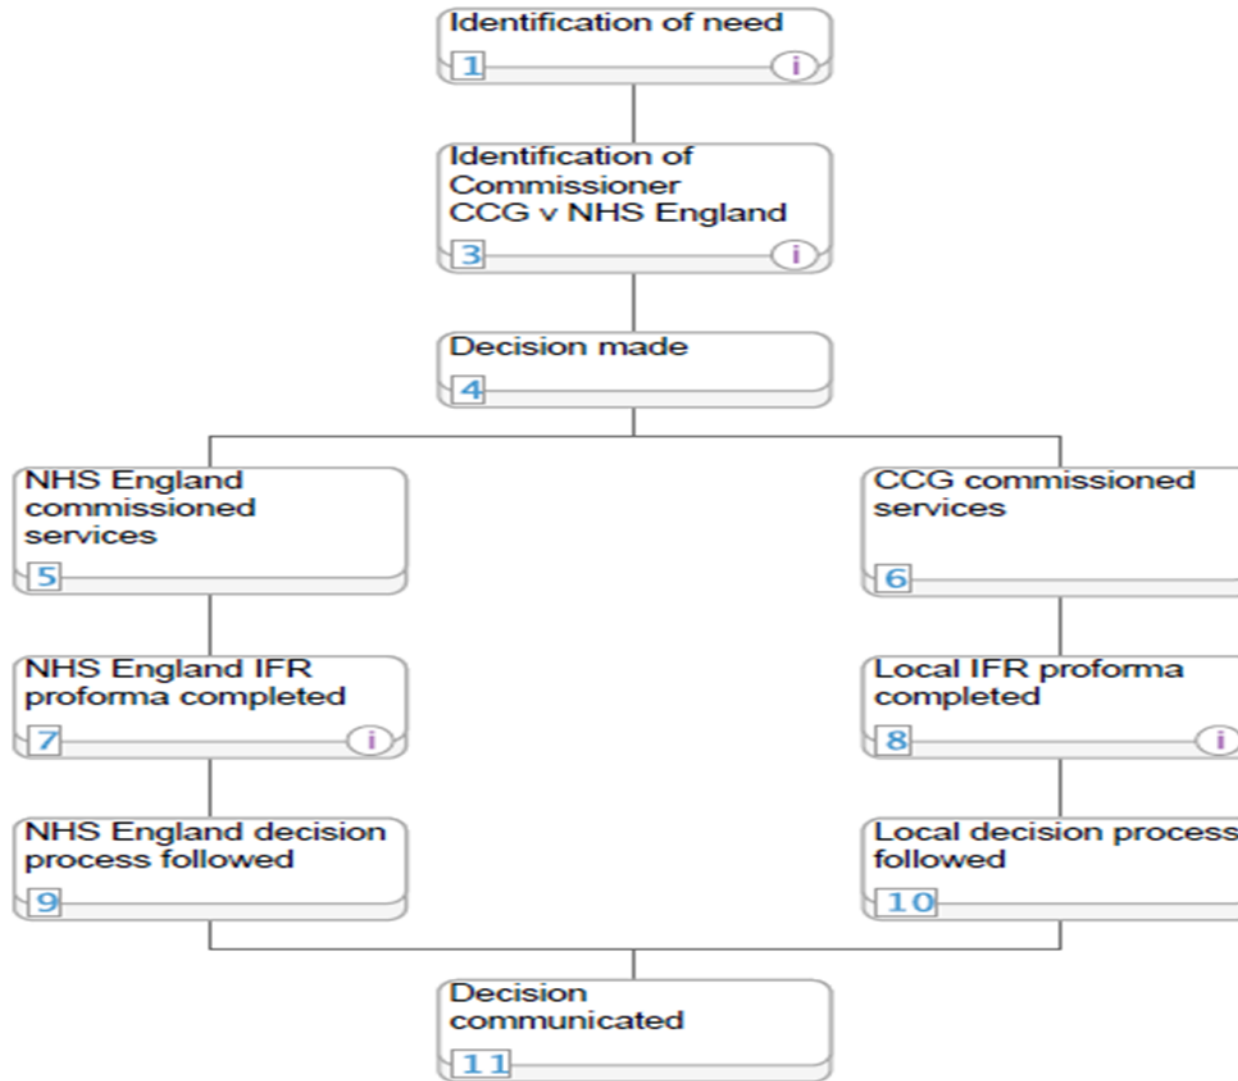 Identification of need
1
i
Identification of
Commissioner
CCG v NHS England
3
i
Decision made
4
NHS England
commissioned
services
5
CCG commissioned
services
6
NHS England IFR
proforma completed
7
i
Local IFR proforma
completed
8
i
NHS England decision
process followed
9
Local decision process
followed
10
Decision
communicated
11